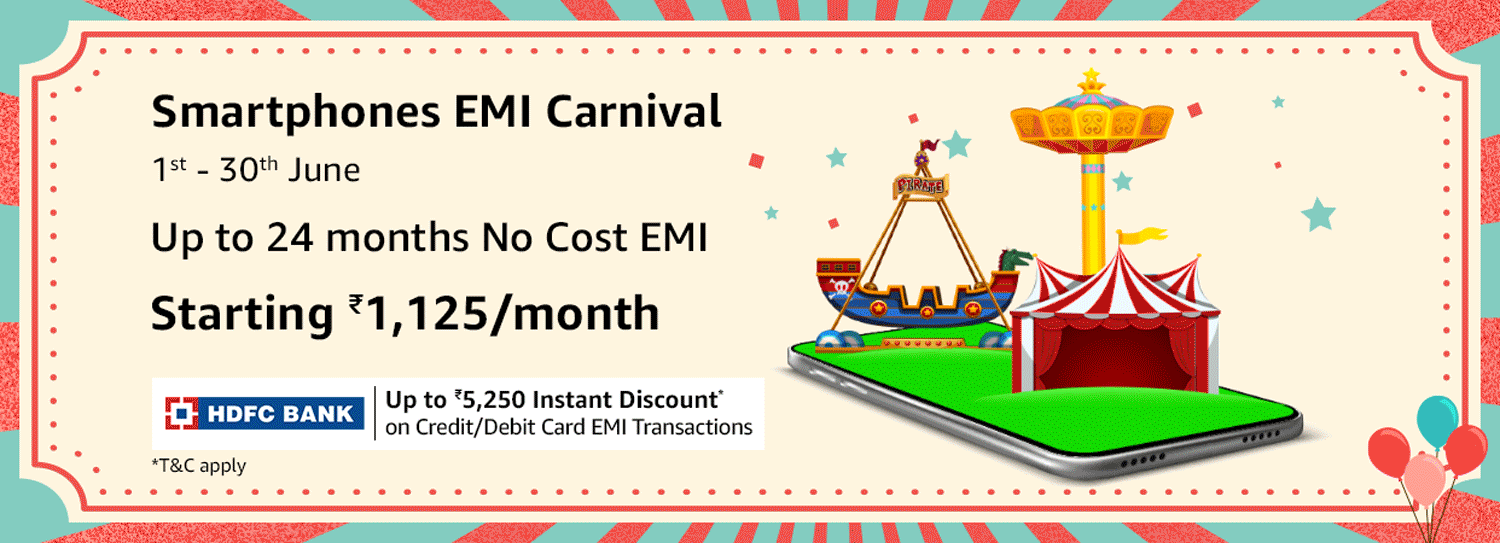 Smartphones EMI Carnival
1st - 30th June
Up to 24 months No Cost EMI
Starting ₹1,125/month
HDFC BANK
Up to ₹5,250 Instant Discount*
on Credit/Debit Card EMI Transactions
*T&C apply
PIRATE